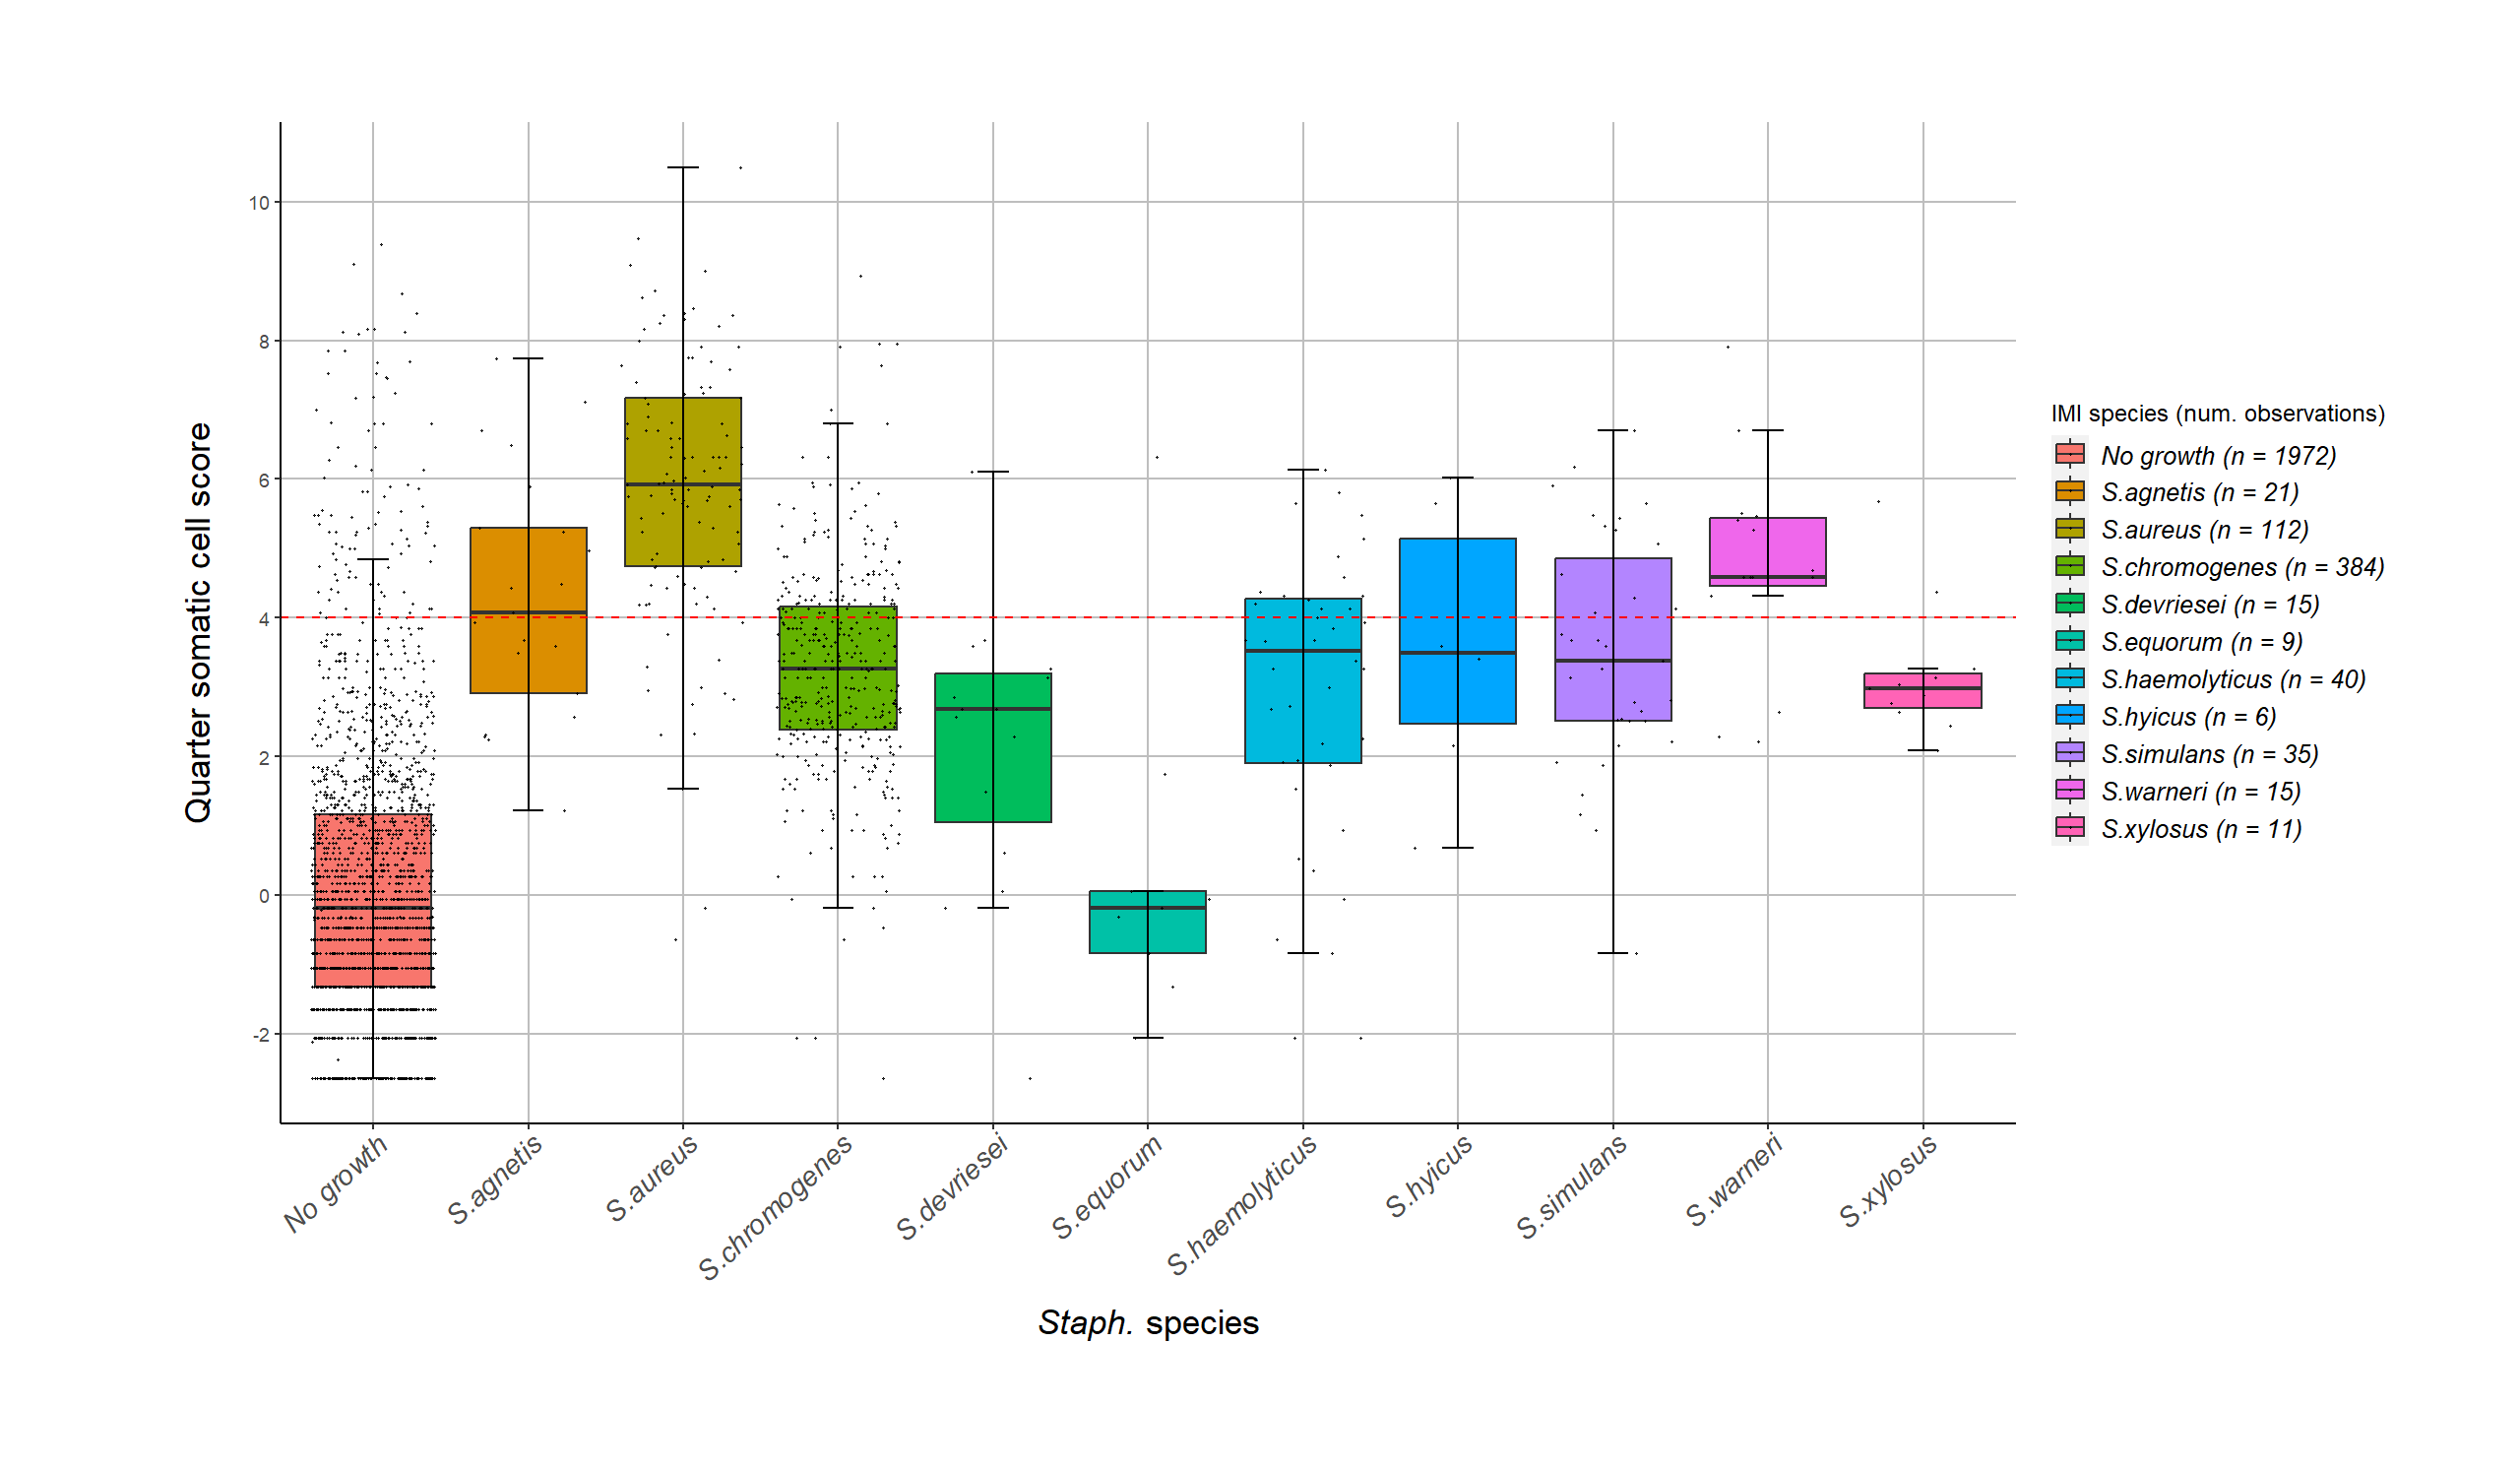 Quarter somatic cell score
10
8
6
4
2
0
-2
No growth
S.agnetis
S.aureus
S.chromogenes
S.devriesei
S.equorum
S.haemolyticus
S.hyicus
S.simulans
S.warneri
S.xylosus
Staph. species
IMI species (num. observations)
No growth (n = 1972)
S.agnetis (n = 21)
S.aureus (n = 112)
S.chromogenes (n = 384)
S.devriesei (n = 15)
S.equorum (n = 9)
S.haemolyticus (n = 40)
S.hyicus (n = 6)
S.simulans (n = 35)
S.warneri (n = 15)
S.xylosus (n = 11)